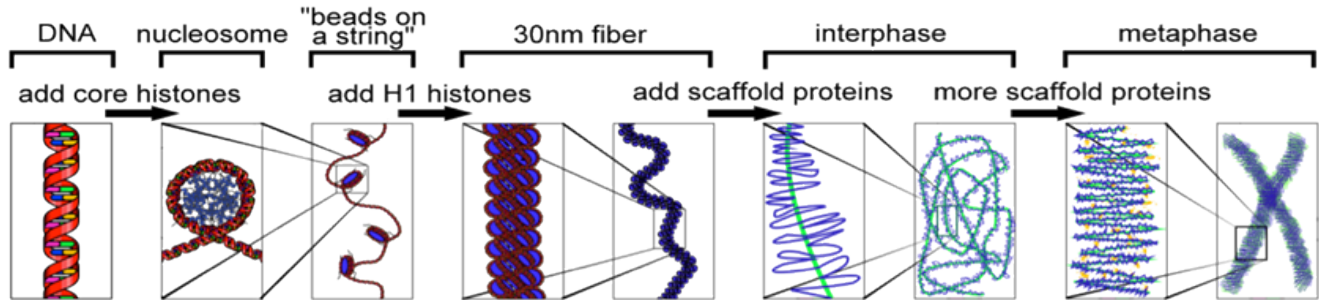 DNA
nucleosome
"beads on
a string"
30nm fiber
interphase
metaphase
add core histones
add H1 histones
add scaffold proteins
more scaffold proteins